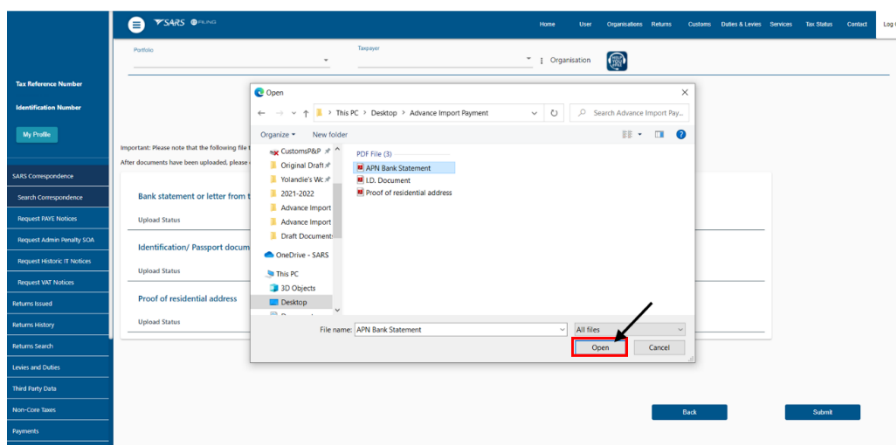 SARS eFILING
Home User Organisations Returns Customs Duties & Levies Services Tax Status Contact Log
Portfolio
Taxpayer
Organisation
Tax Reference Number
Identification Number
My Profile
SARS Correspondence
Search Correspondence
Request PAYE Notices
Request Admin Penalty SOA
Request Historic IT Notices
Request VAT Notices
Returns Issued
Returns History
Returns Search
Levies and Duties
Third Party Data
Non-Core Taxes
Payments
Important: Please note that the following file t
After documents have been uploaded, please
Bank statement or letter from t
Upload Status
Identification/ Passport docum
Upload Status
Proof of residential address
Upload Status
Open
This PC > Desktop > Advance Import Payment
Search Advance Import Pay...
Organize
New folder
CustomsP&P
Original Draft
Yolandie's Wc
2021-2022
Advance Import
Advance Import
Draft Document
OneDrive - SARS
This PC
3D Objects
Desktop
PDF File (3)
APN Bank Statement
I.D. Document
Proof of residential address
File name: APN Bank Statement
All files
Open
Cancel
Back
Submit